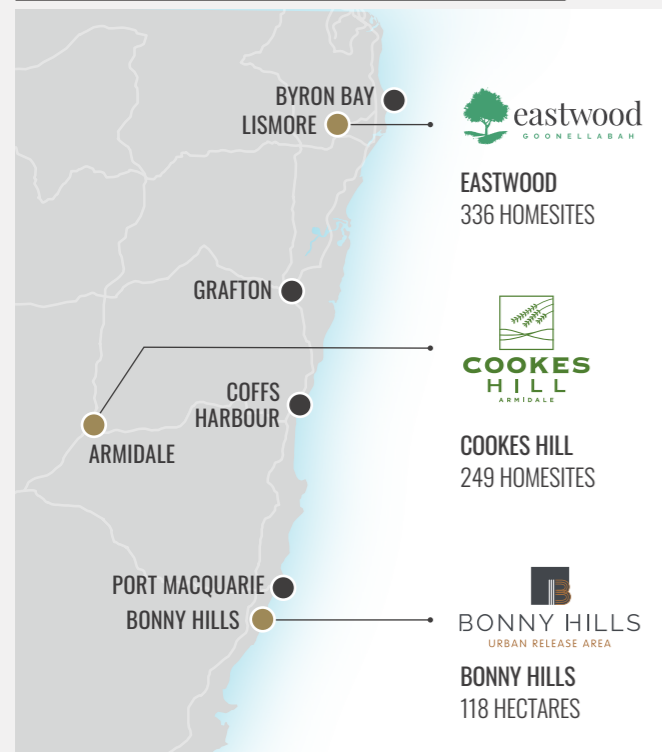 BYRON BAY
LISMORE
eastwood
GOONELLABAH
EASTWOOD
336 HOMESITES
GRAFTON
COOKES
HILL
ARMIDALE
COFFS
HARBOUR
ARMIDALE
COOKES HILL
249 HOMESITES
PORT MACQUARIE
BONNY HILLS
B
BONNY HILLS
URBAN RELEASE AREA
BONNY HILLS
118 HECTARES